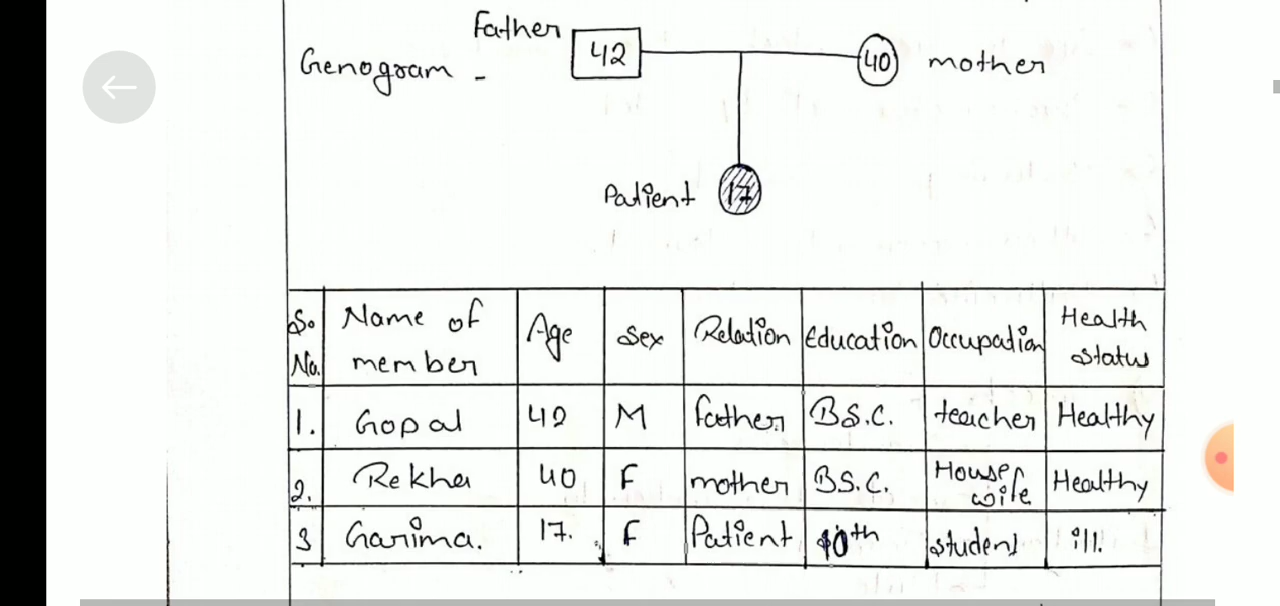 Father
42
40 mother
Genogram -
Patient 17
S. No. Name of member Age Sex Relation Education Occupation Health status
1. Gopal 42 M father B.S.C. teacher Healthy
2. Rekha 40 F mother B.S.C. House wife Healthy
3 Garima. 17. F Patient 10th student ill.